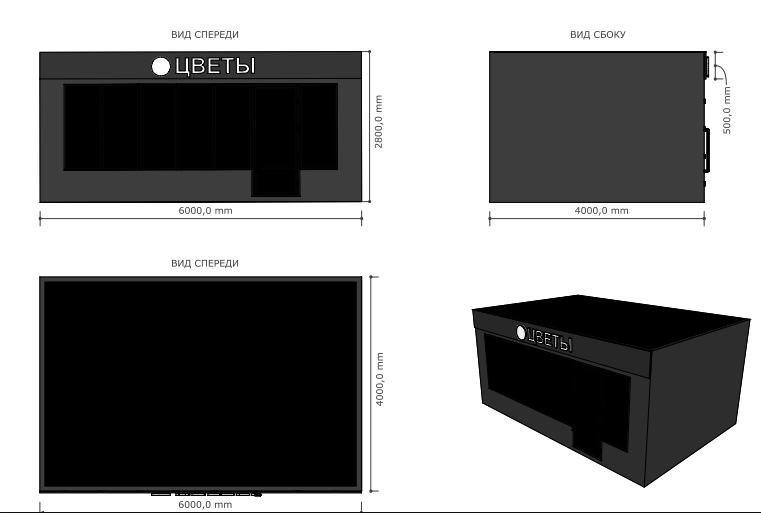 ВИД СПЕРЕДИ
ЦВЕТЫ
2800,0 mm
6000,0 mm
ВИД СБОКУ
500,0 mm
4000,0 mm
ВИД СПЕРЕДИ
4000,0 mm
6000,0 mm
ЦВЕТЫ